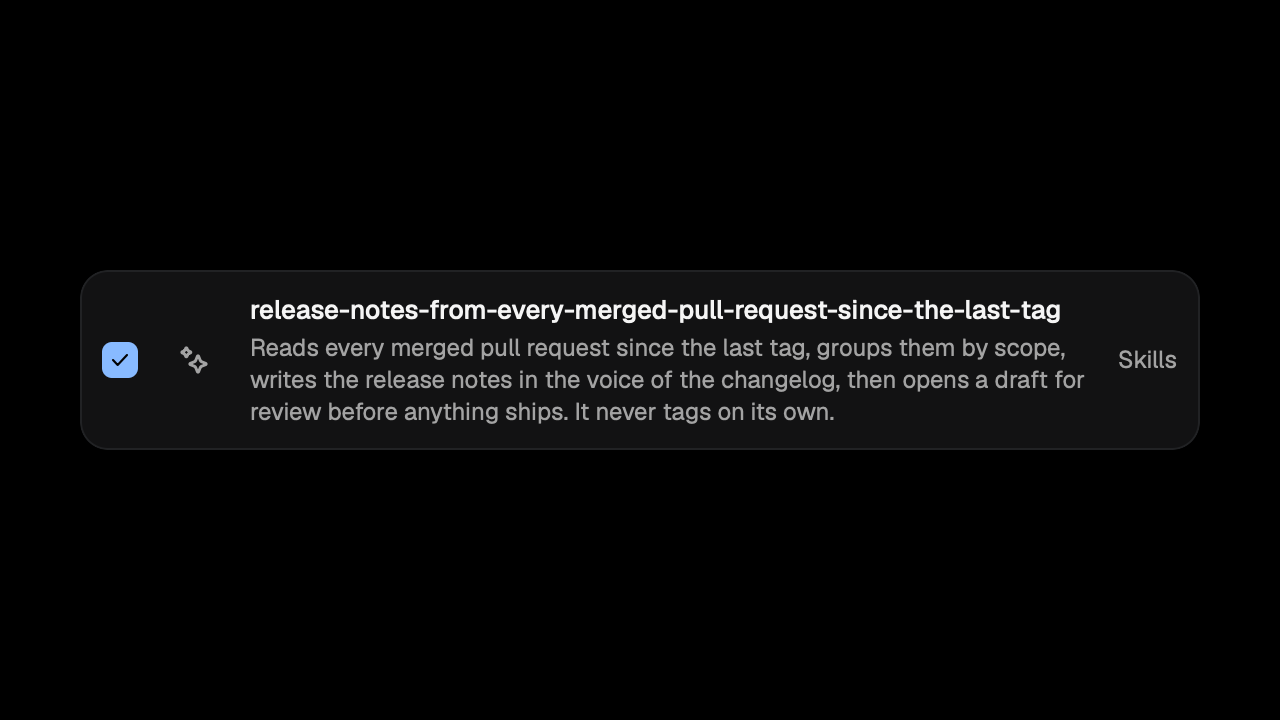 release-notes-from-every-merged-pull-request-since-the-last-tag
Reads every merged pull request since the last tag, groups them by scope,
writes the release notes in the voice of the changelog, then opens a draft for
review before anything ships. It never tags on its own.
Skills